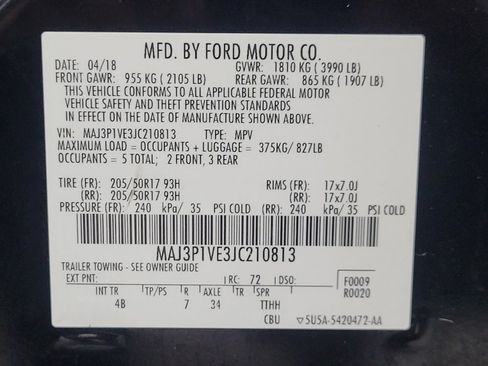 MFD. BY FORD MOTOR CO.
DATE: 04/18 GVWR: 1810 KG ( 3990 LB)
FRONT GAWR: 955 KG ( 2105 LB) REAR GAWR: 865 KG ( 1907 LB)
THIS VEHICLE CONFORMS TO ALL APPLICABLE FEDERAL MOTOR
VEHICLE SAFETY AND THEFT PREVENTION STANDARDS
IN EFFECT ON THE DATE OF MANUFACTURE SHOWN ABOVE.
VIN: MAJ3P1VE3JC210813 TYPE: MPV
MAXIMUM LOAD = OCCUPANTS + LUGGAGE = 375KG/ 827LB
OCCUPANTS = 5 TOTAL; 2 FRONT, 3 REAR
TIRE (FR): 205/50R17 93H RIMS (FR): 17x7.0J
(RR): 205/50R17 93H (RR): 17x7.0J
PRESSURE (FR): 240 kPa/ 35 PSI COLD (RR): 240 kPa/ 35 PSI COLD
MAJ3P1VE3JC210813
TRAILER TOWING - SEE OWNER GUIDE
EXT PNT: RC: 72 DSO: F0009
INT TR TP/PS R AXLE TR SPR R0020
4B 7 34 TTHH
CBU 5U5A-5420472-AA